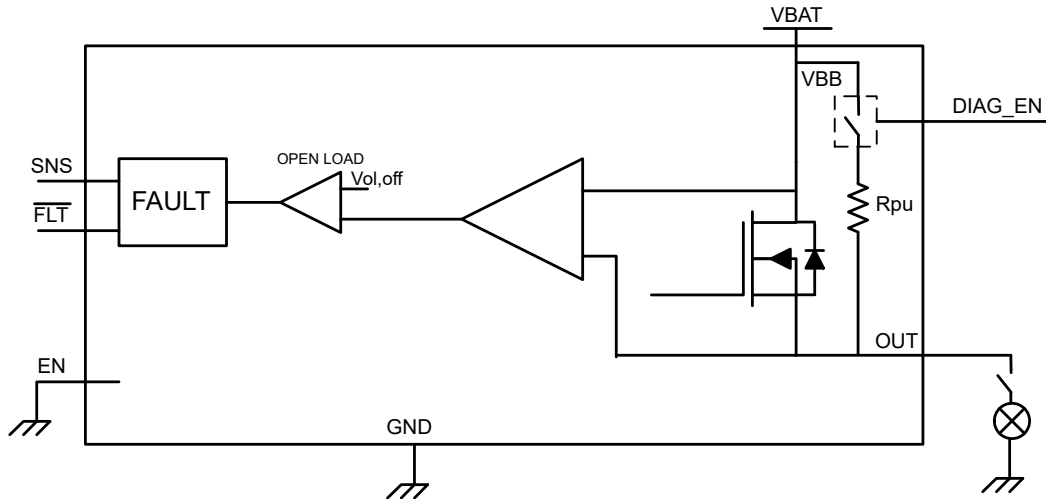 VBAT
VBB
DIAG_EN
OPEN LOAD
SNS
Vol,off
FAULT
FLT
Rpu
OUT
EN
GND